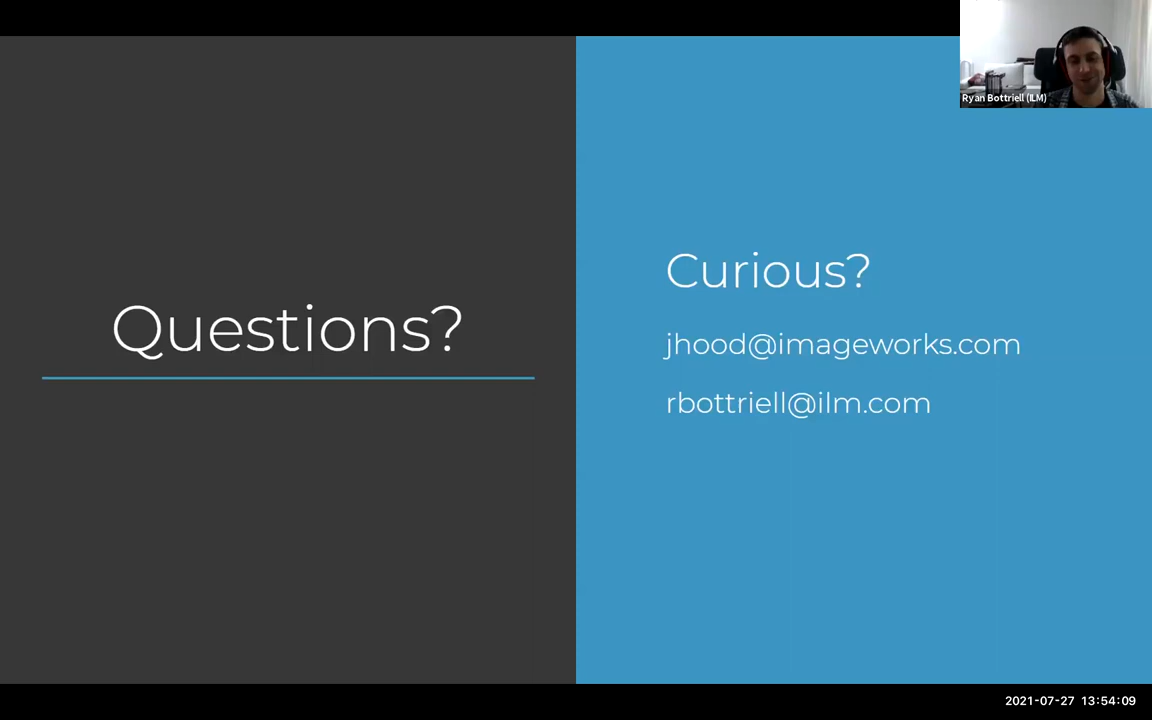 Ryan Bottriell (ILM)
Questions?
Curious?
jhood@imageworks.com
rbottriell@ilm.com
2021-07-27 13:54:09